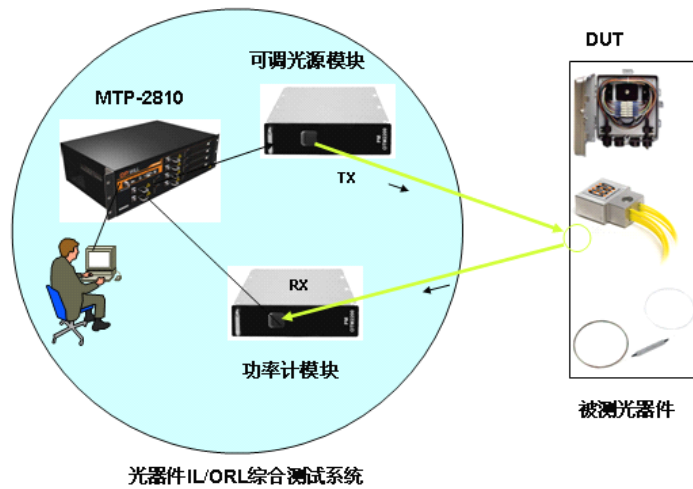 DUT
可调光源模块
MTP-2810
TX
RX
功率计模块
被测光器件
光器件IL/ORL综合测试系统